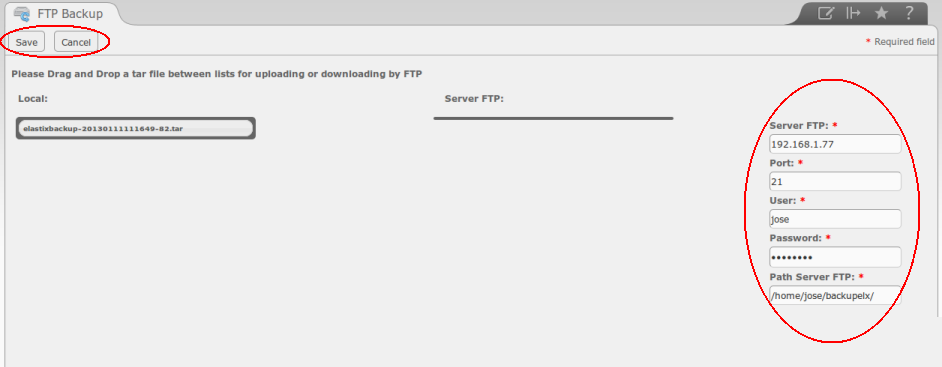 FTP Backup
?
Save
Cancel
* Required field
Please Drag and Drop a tar file between lists for uploading or downloading by FTP
Local:
Server FTP:
elastixbackup-20130111111649-82.tar
Server FTP: *
192.168.1.77
Port: *
21
User: *
jose
Password: *
••••••••
Path Server FTP: *
/home/jose/backupelx/